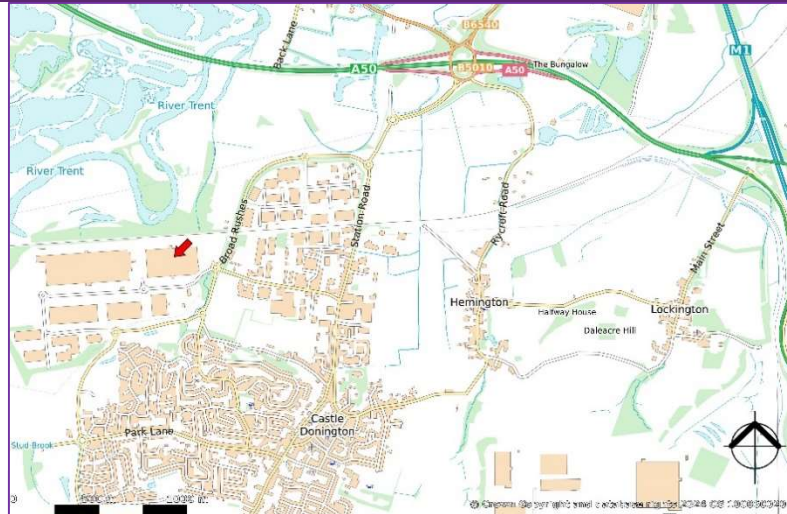 B6540
Back Lane
M1
A50
B5010
A50
The Bungalow
River Trent
River Trent
Broad Rushes
Station Road
Rycroft Road
Main Street
Hemington
Halfway House
Lockington
Daleacre Hill
Castle
Donington
Park Lane
Stud Brook